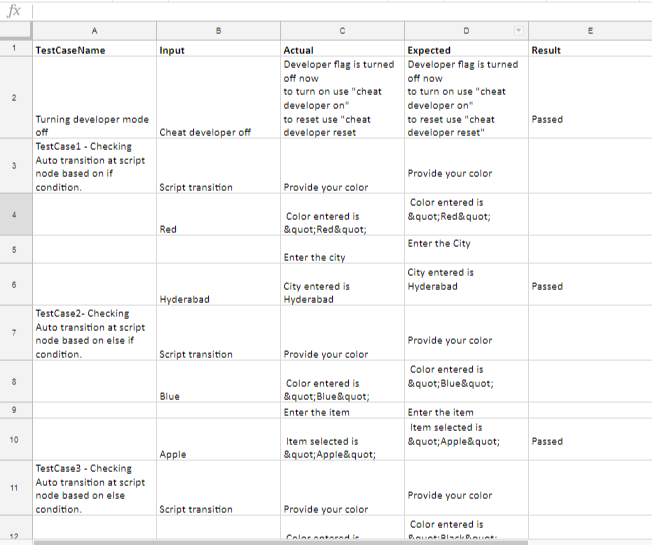 fx
A B C D E
1 TestCaseName Input Actual Expected Result
Developer flag is turned Developer flag is turned
off now off now
to turn on use "cheat to turn on use "cheat
developer on" developer on"
2 Turning developer mode to reset use "cheat to reset use "cheat Passed
off Cheat developer off developer reset developer reset"
TestCase1 - Checking
Auto transition at script
3 node based on if Provide your color
condition. Script transition Provide your color
Color entered is
4 Color entered is &quot;Red&quot;
Red &quot;Red&quot;
5 Enter the City
Enter the city
City entered is
6 City entered is Hyderabad Passed
Hyderabad Hyderabad
TestCase2- Checking
Auto transition at script
7 node based on else if Provide your color
condition. Script transition Provide your color
Color entered is
8 Color entered is &quot;Blue&quot;
Blue &quot;Blue&quot;
9 Enter the item Enter the item
Item selected is
10 Item selected is &quot;Apple&quot; Passed
Apple &quot;Apple&quot;
TestCase3 - Checking
Auto transition at script
11 node based on else Provide your color
condition. Script transition Provide your color
Color entered is
12 Color entered is &quot;Black&quot;